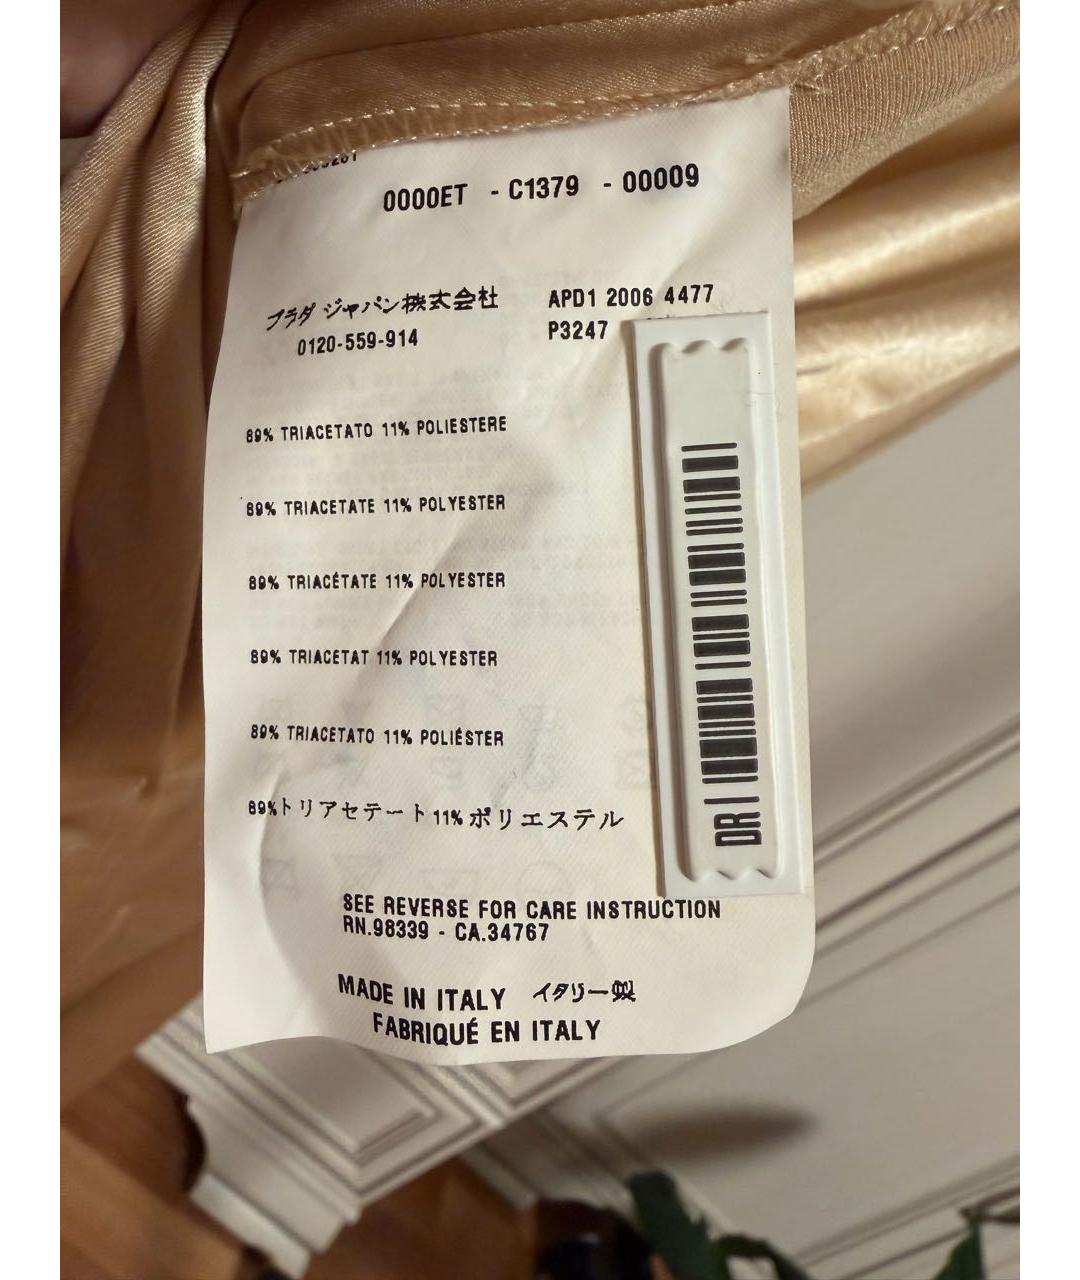 0000ET - C1379 - 00009
プラダ ジャパン株式会社
0120-559-914
APD1 2006 4477
P3247
89% TRIACETATO 11% POLIESTERE
89% TRIACETATE 11% POLYESTER
89% TRIACÉTATE 11% POLYESTER
89% TRIACETAT 11% POLYESTER
89% TRIACETATO 11% POLIÉSTER
89%トリアセテート 11% ポリエステル
DR
SEE REVERSE FOR CARE INSTRUCTION
RN.98339 - CA.34767
MADE IN ITALY イタリー製
FABRIQUÉ EN ITALY